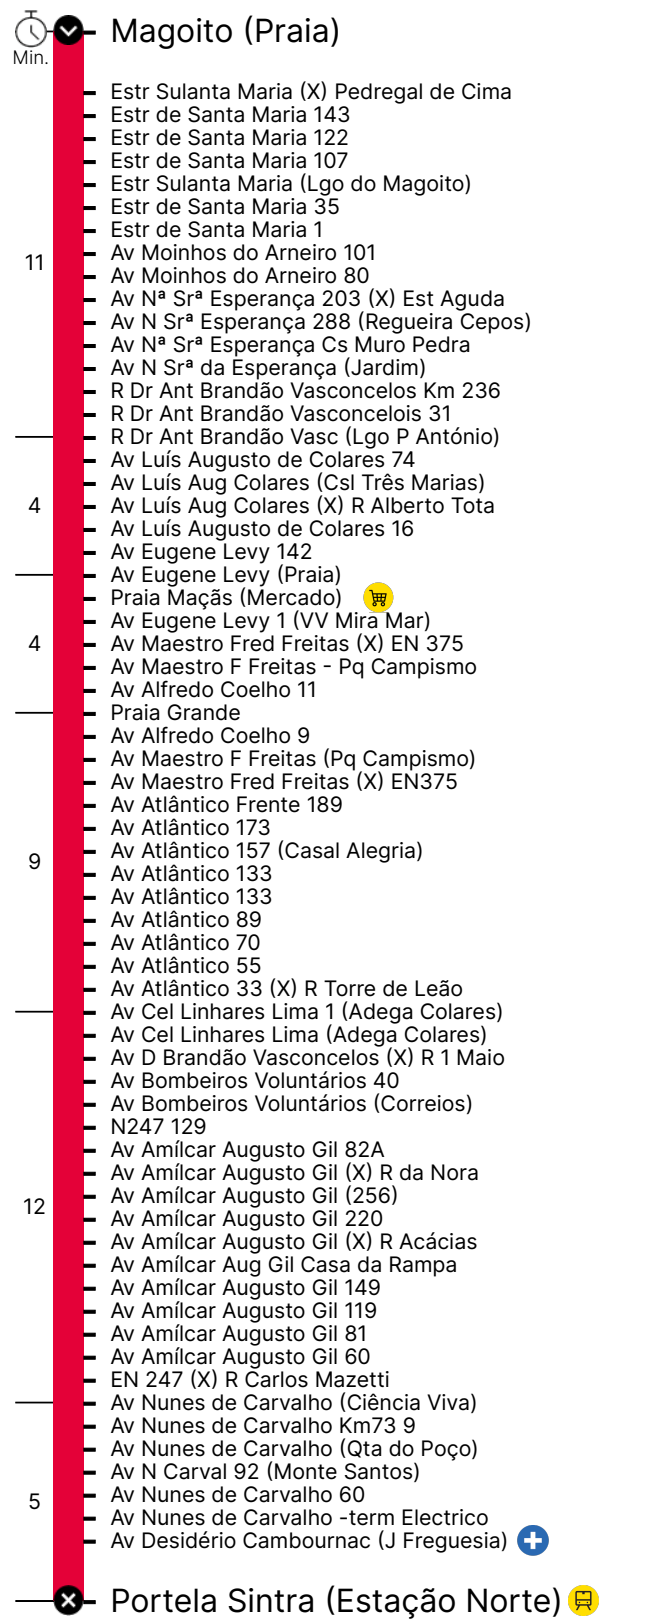 Magoito (Praia)
Min.
Estr Sulanta Maria (X) Pedregal de Cima
Estr de Santa Maria 143
Estr de Santa Maria 122
Estr de Santa Maria 107
Estr Sulanta Maria (Lgo do Magoito)
Estr de Santa Maria 35
Estr de Santa Maria 1
Av Moinhos do Arneiro 101
11
Av Moinhos do Arneiro 80
Av Nª Srª Esperança 203 (X) Est Aguda
Av N Srª Esperança 288 (Regueira Cepos)
Av Nª Srª Esperança Cs Muro Pedra
Av N Srª da Esperança (Jardim)
R Dr Ant Brandão Vasconcelos Km 236
R Dr Ant Brandão Vasconcelois 31
R Dr Ant Brandão Vasc (Lgo P António)
Av Luís Augusto de Colares 74
Av Luís Aug Colares (Csl Três Marias)
4
Av Luís Aug Colares (X) R Alberto Tota
Av Luís Augusto de Colares 16
Av Eugene Levy 142
Av Eugene Levy (Praia)
Praia Maçãs (Mercado)
Av Eugene Levy 1 (VV Mira Mar)
4
Av Maestro Fred Freitas (X) EN 375
Av Maestro F Freitas - Pq Campismo
Av Alfredo Coelho 11
Praia Grande
Av Alfredo Coelho 9
Av Maestro F Freitas (Pq Campismo)
Av Maestro Fred Freitas (X) EN375
Av Atlântico Frente 189
Av Atlântico 173
Av Atlântico 157 (Casal Alegria)
9
Av Atlântico 133
Av Atlântico 133
Av Atlântico 89
Av Atlântico 70
Av Atlântico 55
Av Atlântico 33 (X) R Torre de Leão
Av Cel Linhares Lima 1 (Adega Colares)
Av Cel Linhares Lima (Adega Colares)
Av D Brandão Vasconcelos (X) R 1 Maio
Av Bombeiros Voluntários 40
Av Bombeiros Voluntários (Correios)
N247 129
Av Amílcar Augusto Gil 82A
Av Amílcar Augusto Gil (X) R da Nora
Av Amílcar Augusto Gil (256)
12
Av Amílcar Augusto Gil 220
Av Amílcar Augusto Gil (X) R Acácias
Av Amílcar Aug Gil Casa da Rampa
Av Amílcar Augusto Gil 149
Av Amílcar Augusto Gil 119
Av Amílcar Augusto Gil 81
Av Amílcar Augusto Gil 60
EN 247 (X) R Carlos Mazetti
Av Nunes de Carvalho (Ciência Viva)
Av Nunes de Carvalho Km73 9
Av Nunes de Carvalho (Qta do Poço)
Av N Carval 92 (Monte Santos)
5
Av Nunes de Carvalho 60
Av Nunes de Carvalho -term Electrico
Av Desidério Cambournac (J Freguesia)
Portela Sintra (Estação Norte)